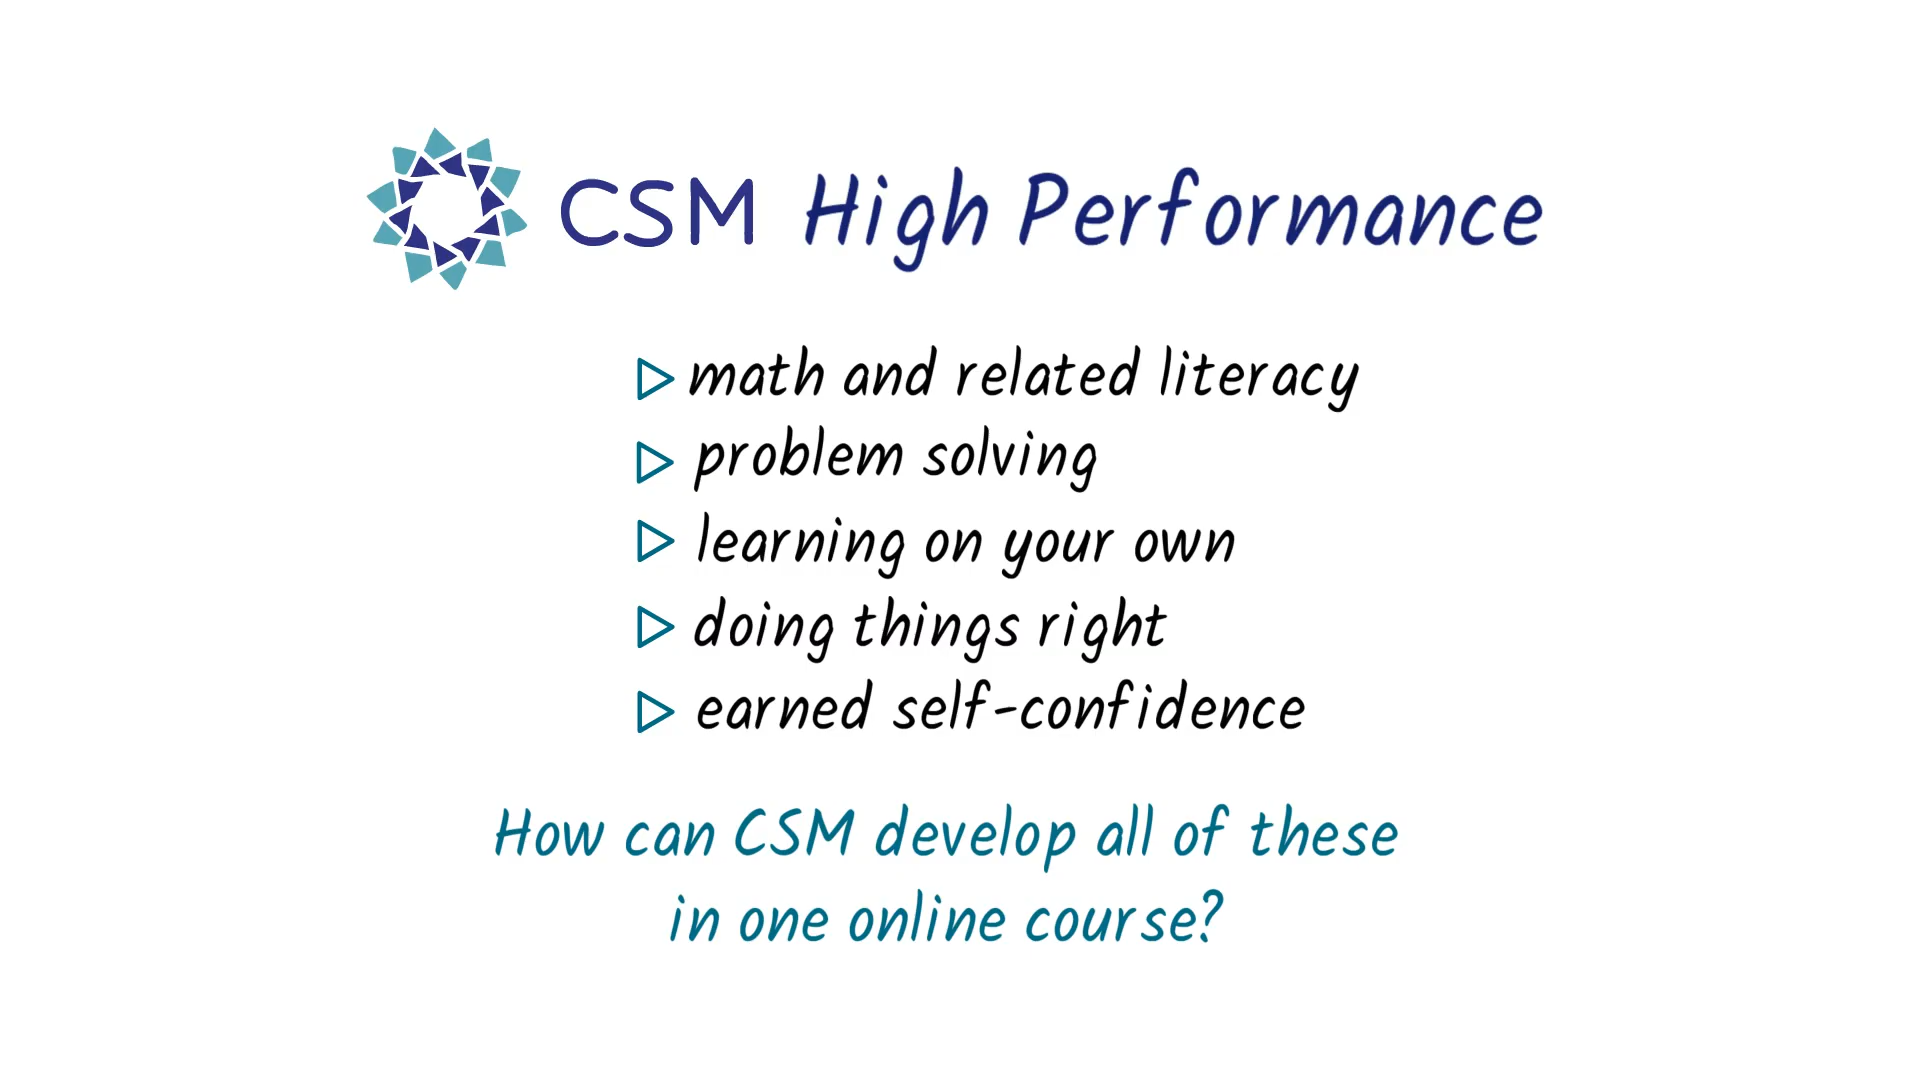 CSM High Performance
math and related literacy
problem solving
learning on your own
doing things right
earned self-confidence
How can CSM develop all of these
in one online course?